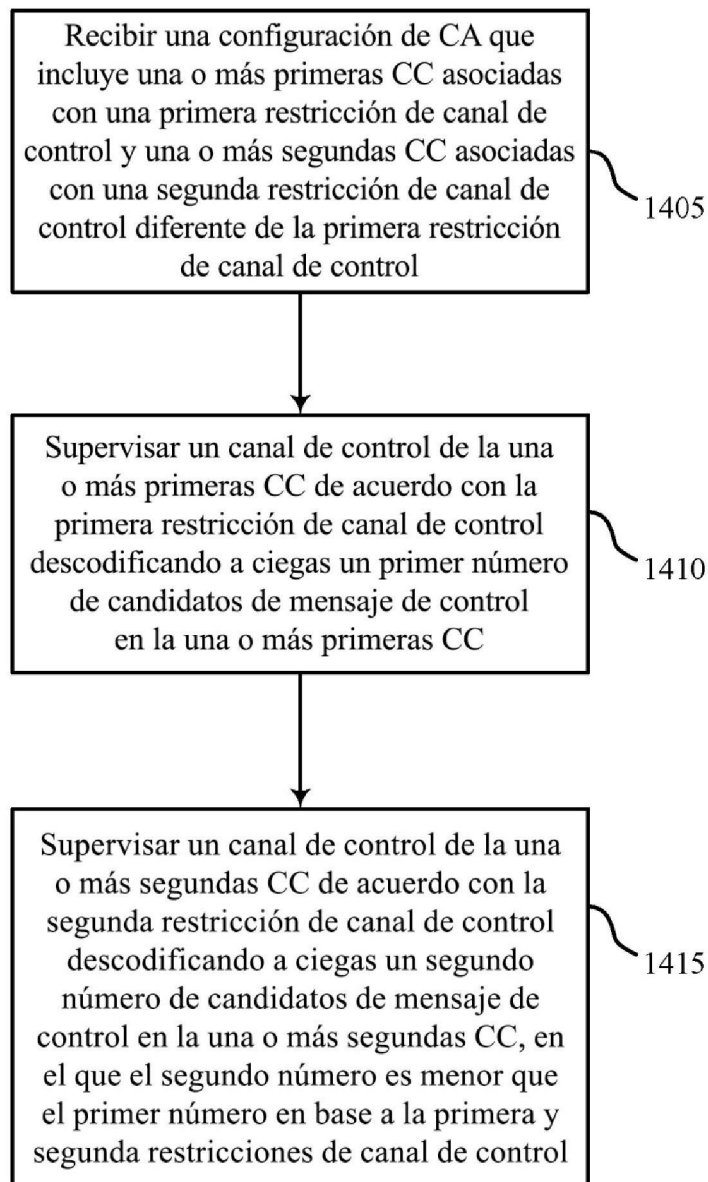 Recibir una configuración de CA que
incluye una o más primeras CC asociadas
con una primera restricción de canal de
control y una o más segundas CC asociadas
con una segunda restricción de canal de
control diferente de la primera restricción
de canal de control
1405
Supervisar un canal de control de la una
o más primeras CC de acuerdo con la
primera restricción de canal de control
descodificando a ciegas un primer número
de candidatos de mensaje de control
en la una o más primeras CC
1410
Supervisar un canal de control de la una
o más segundas CC de acuerdo con la
segunda restricción de canal de control
descodificando a ciegas un segundo
número de candidatos de mensaje de
control en la una o más segundas CC, en
el que el segundo número es menor que
el primer número en base a la primera y
segunda restricciones de canal de control
1415